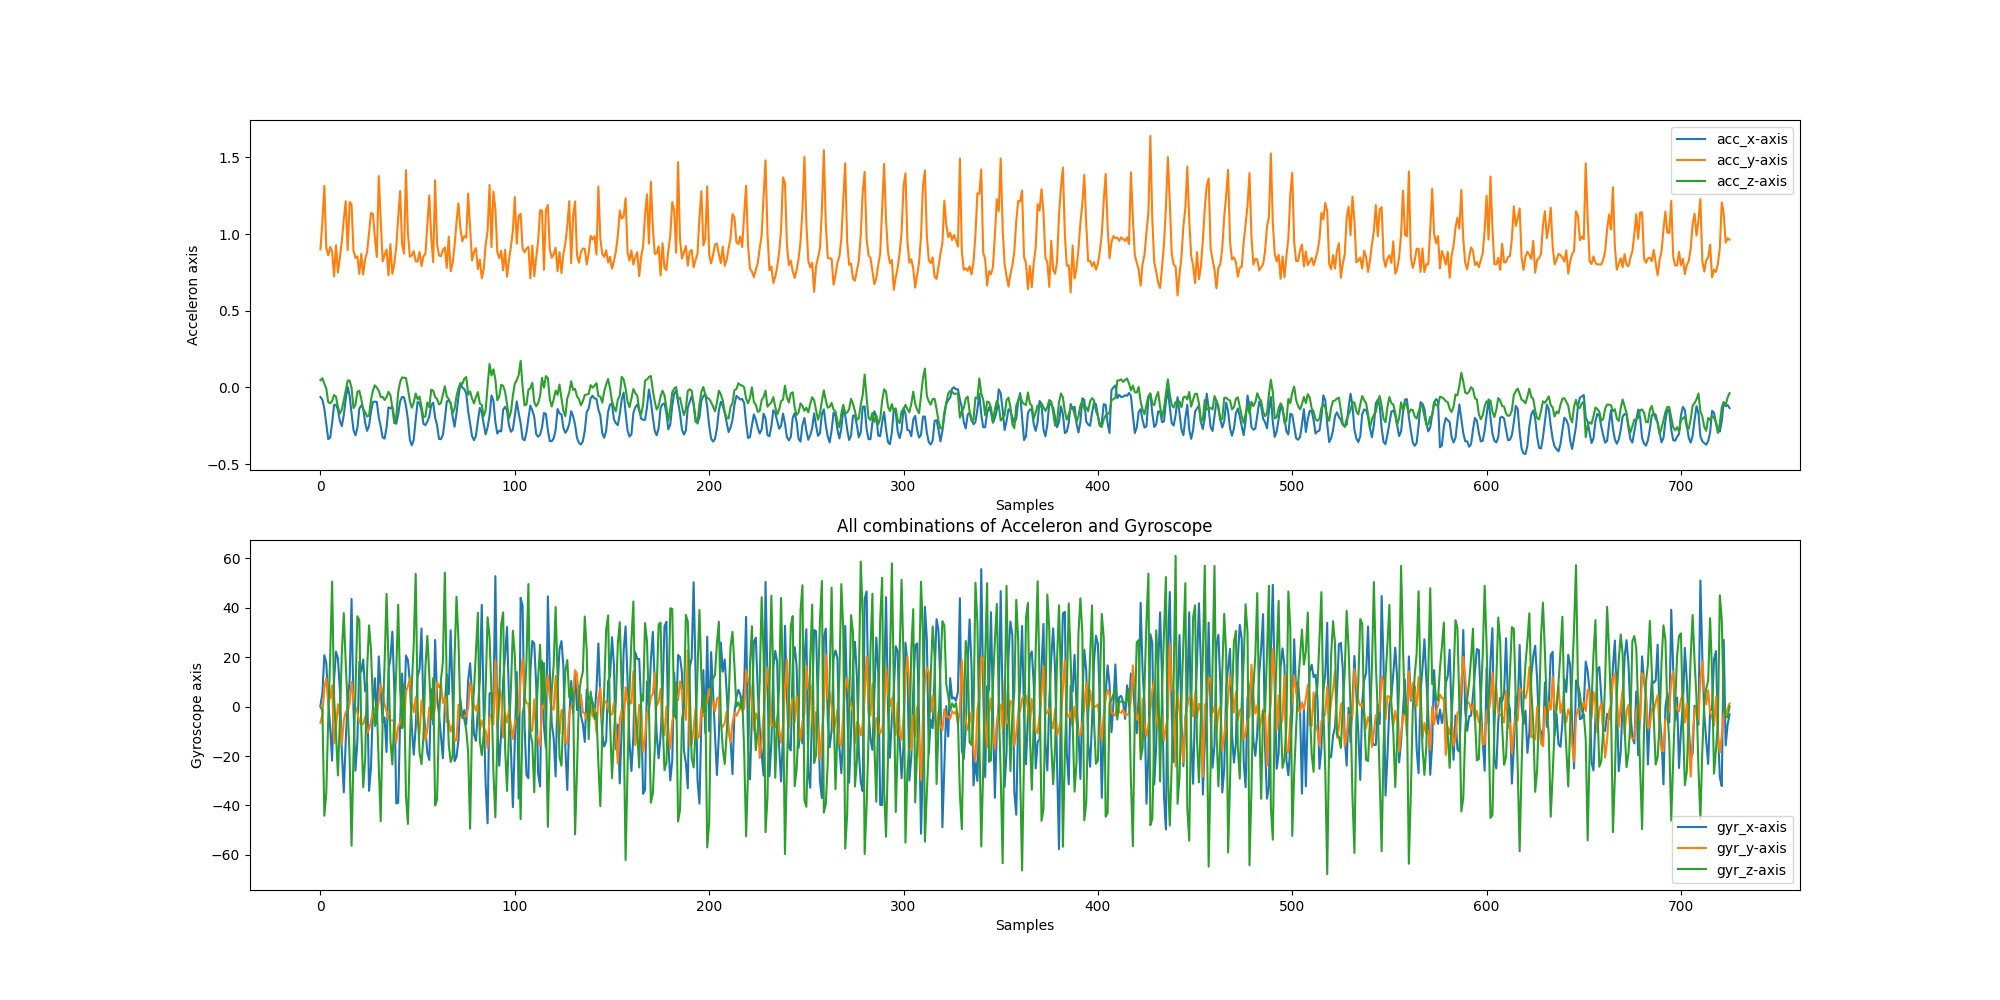 1.5
1.0
0.5
0.0
−0.5
Acceleron axis
acc_x-axis
acc_y-axis
acc_z-axis
0 100 200 300 400 500 600 700
Samples
All combinations of Acceleron and Gyroscope
60
40
20
0
−20
−40
−60
Gyroscope axis
gyr_x-axis
gyr_y-axis
gyr_z-axis
0 100 200 300 400 500 600 700
Samples